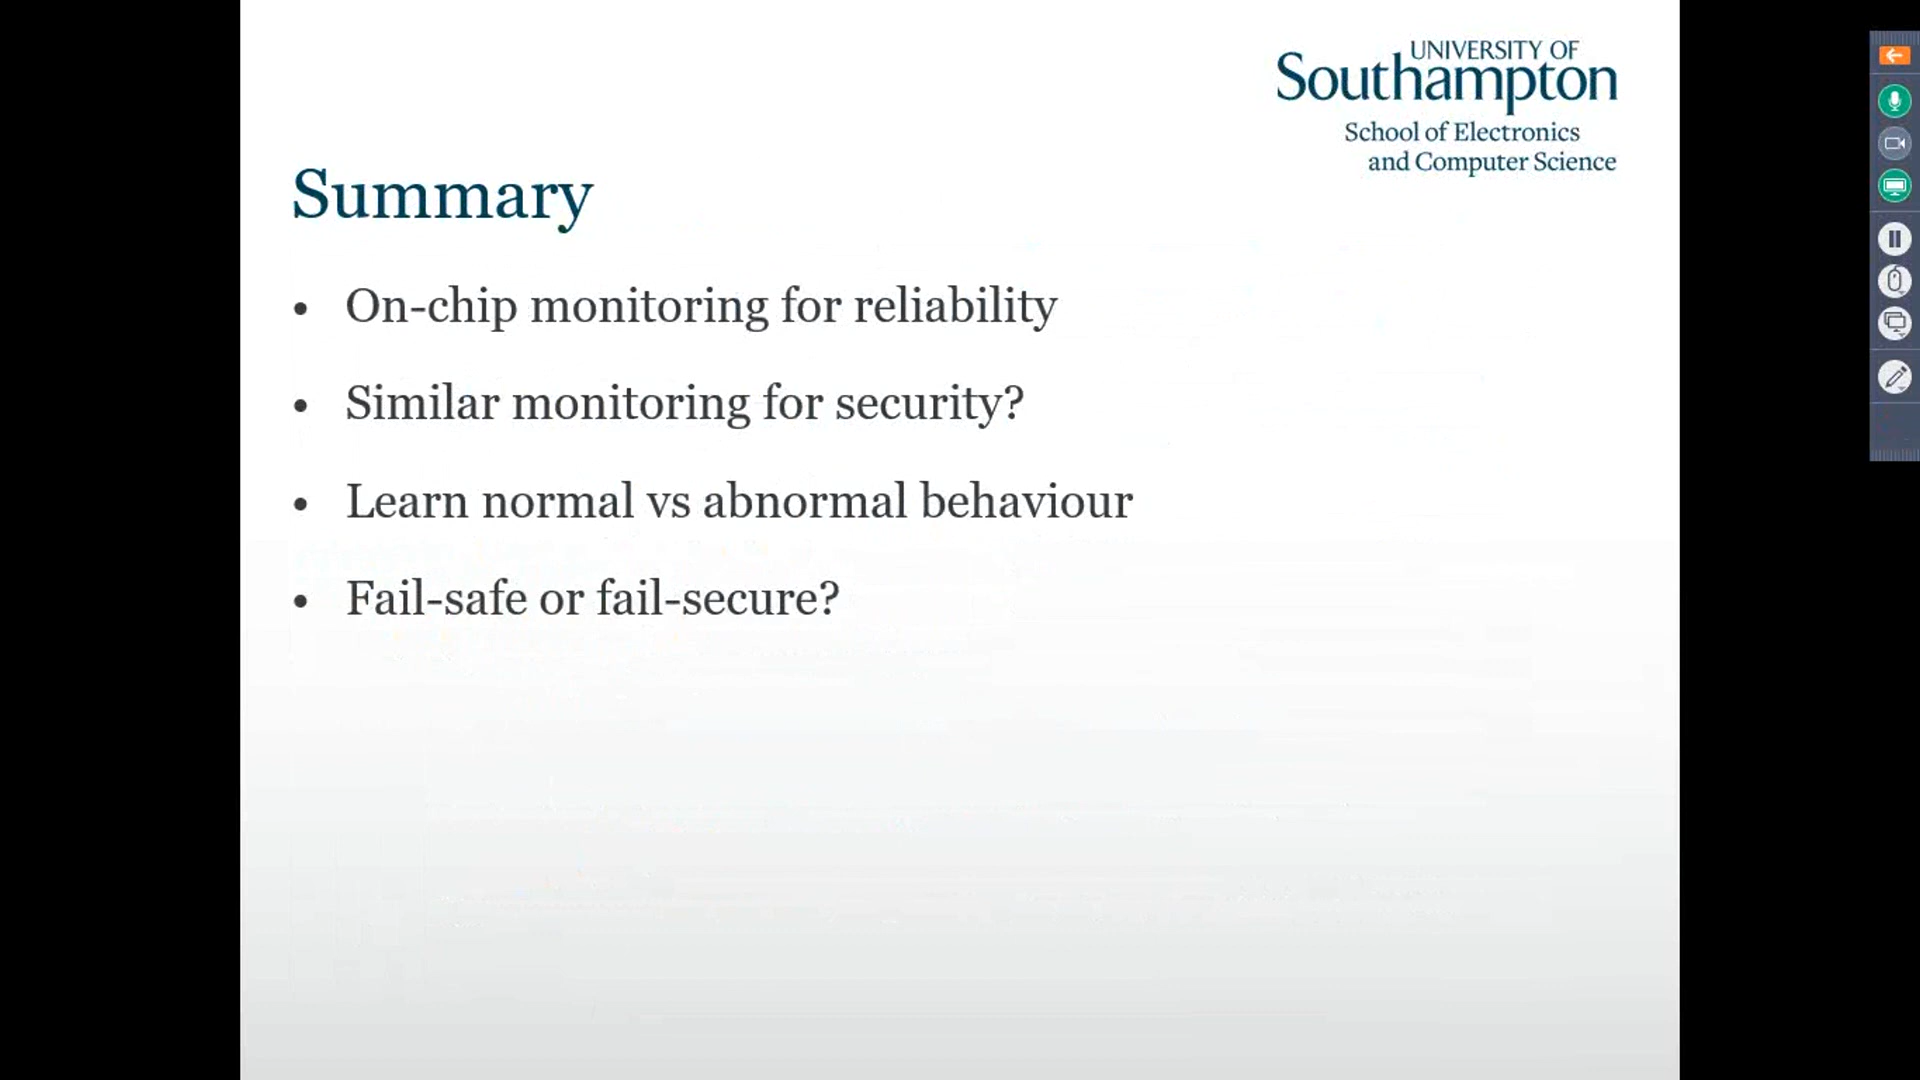 UNIVERSITY OF
Southampton
School of Electronics
and Computer Science
Summary
• On-chip monitoring for reliability
• Similar monitoring for security?
• Learn normal vs abnormal behaviour
• Fail-safe or fail-secure?